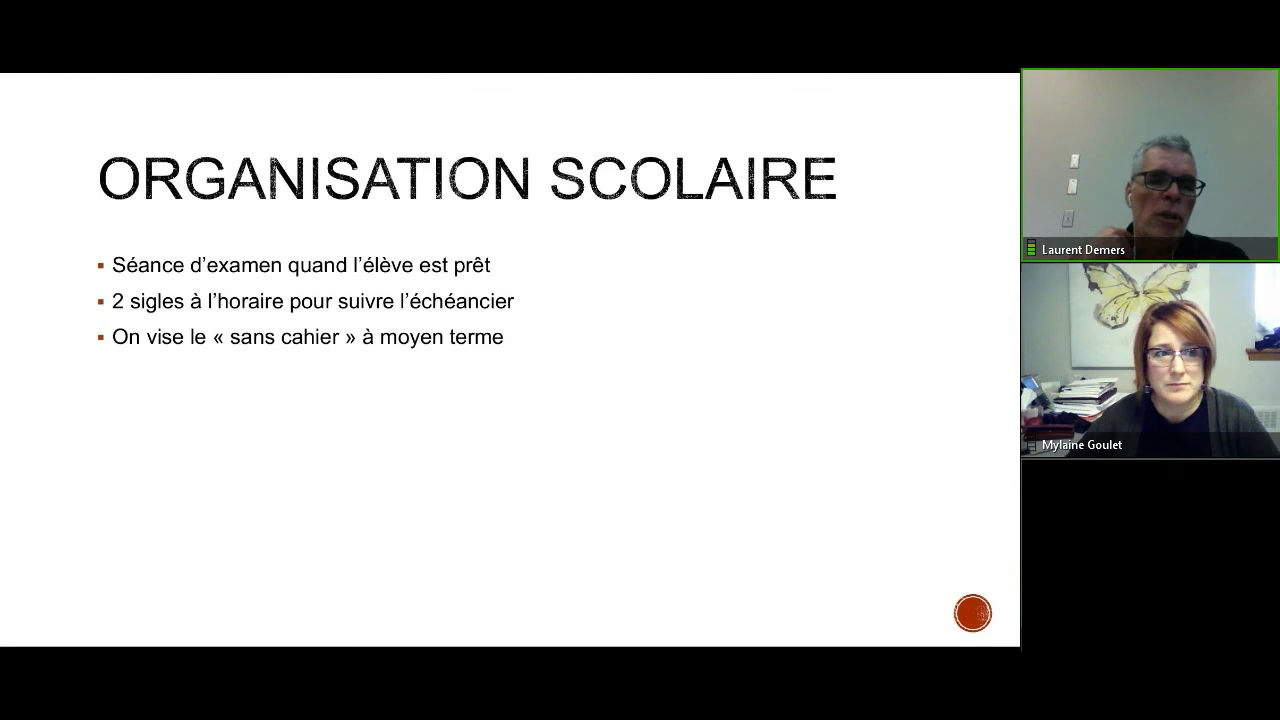 ORGANISATION SCOLAIRE
▪ Séance d’examen quand l’elève est prêt
▪ 2 sigles à l’horaire pour suivre l’échéancier
▪ On vise le « sans cahier » à moyen terme
Laurent Demers
Mylaine Goulet